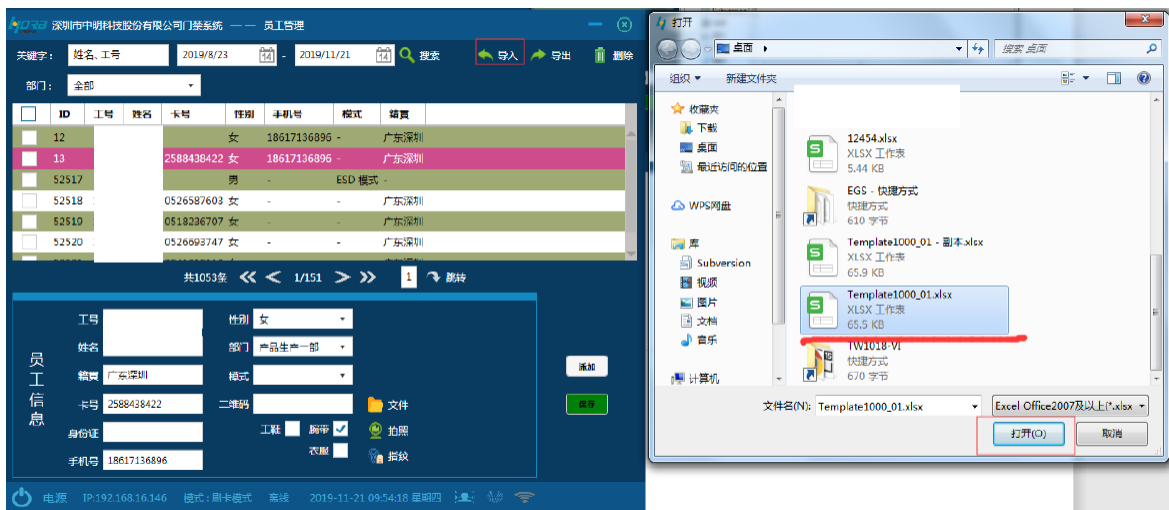 深圳市中明科技股份有限公司门禁系统 —— 员工管理
关键字： 姓名、工号 2019/8/23 14 - 2019/11/21 14 搜索 导入 导出 删除
部门： 全部
ID 工号 姓名 卡号 性别 手机号 模式 籍贯
12 女 18617136896 - 广东深圳
13 2588438422 女 18617136896 - 广东深圳
52517 男 - ESD 模式 -
52518 0526587603 女 - - 广东深圳
52519 0518236707 女 - - 广东深圳
52520 0526693747 女 - - 广东深圳
共1053条 1/151 1 跳转
员工信息
工号 性别 女
姓名 部门 产品生产一部
籍贯 广东深圳 模式
卡号 2588438422 二维码 文件
身份证 工鞋 腕带 拍照
衣服
手机号 18617136896 指纹
添加
保存
电源 IP:192.168.16.146 模式：刷卡模式 离线 2019-11-21 09:54:18 星期四
打开
桌面
搜索 桌面
组织 新建文件夹
收藏夹
下载
桌面
最近访问的位置
WPS网盘
库
Subversion
视频
图片
文档
音乐
计算机
12454.xlsx
XLSX 工作表
5.44 KB
EGS - 快捷方式
快捷方式
610 字节
Template1000_01 - 副本.xlsx
XLSX 工作表
65.9 KB
Template1000_01.xlsx
XLSX 工作表
65.5 KB
TW1018-VI
快捷方式
670 字节
文件名(N): Template1000_01.xlsx Excel Office2007及以上(*.xlsx
打开(O) 取消